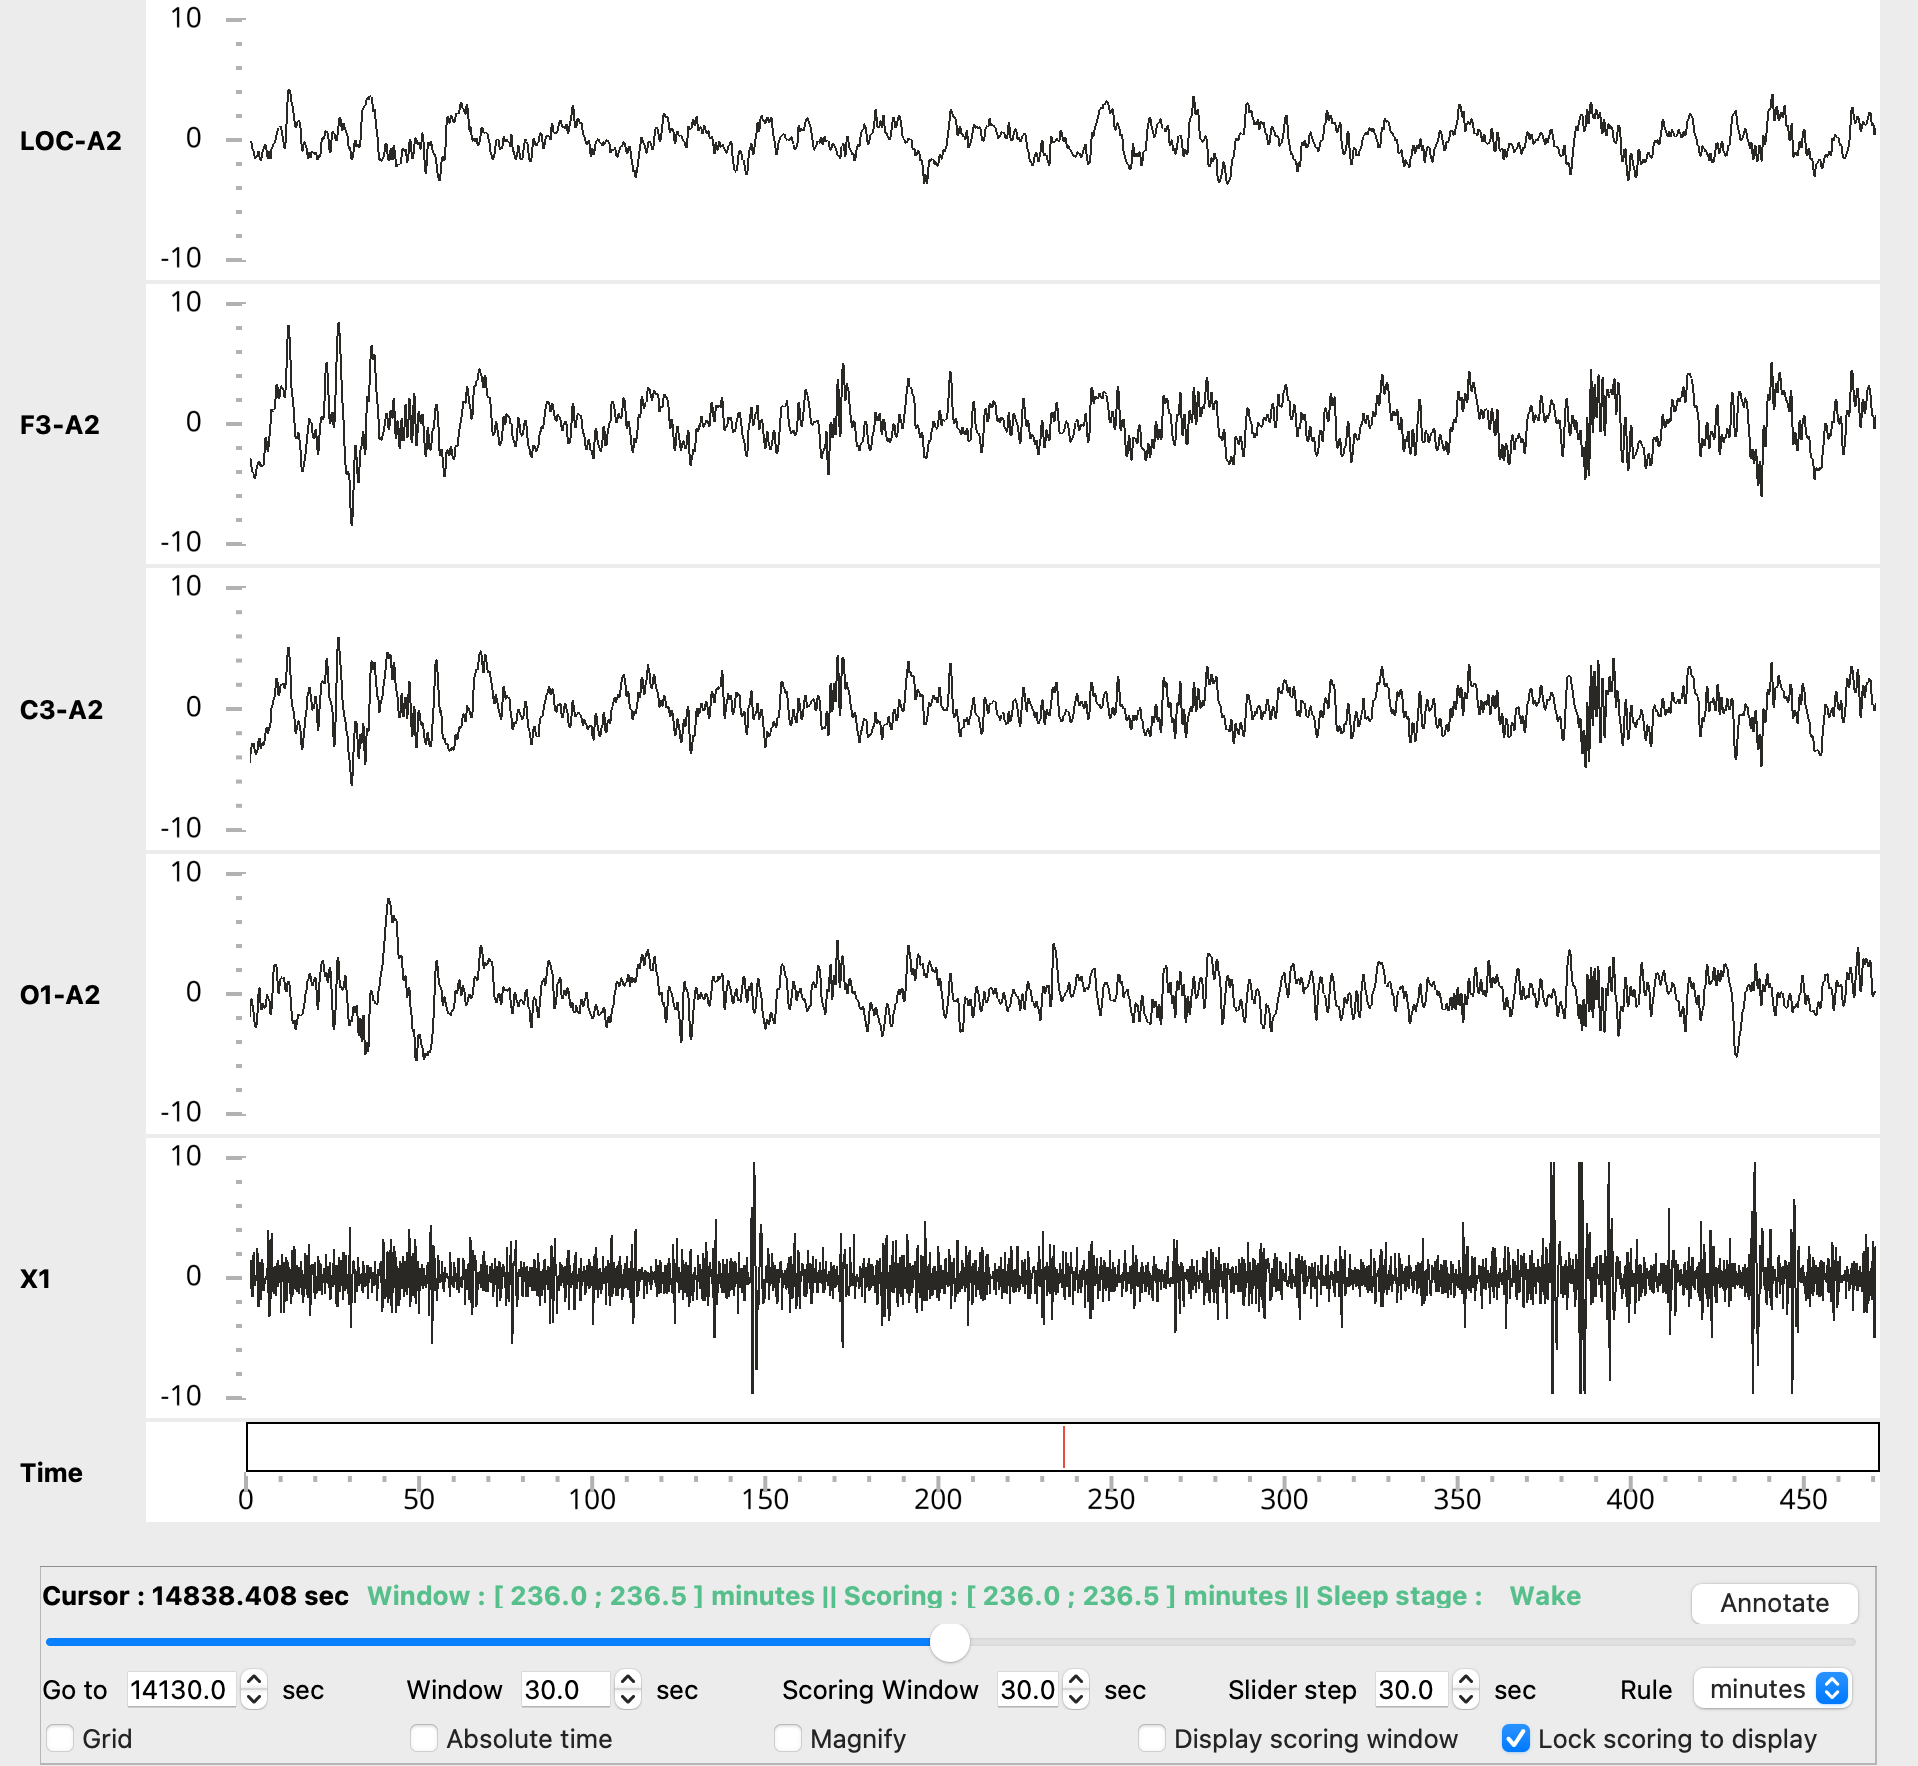 10
LOC-A2
0
-10
10
F3-A2
0
-10
10
C3-A2
0
-10
10
O1-A2
0
-10
10
X1
0
-10
Time
0 50 100 150 200 250 300 350 400 450
Cursor : 14838.408 sec Window : [ 236.0 ; 236.5 ] minutes || Scoring : [ 236.0 ; 236.5 ] minutes || Sleep stage : Wake Annotate
Go to 14130.0 sec Window 30.0 sec Scoring Window 30.0 sec Slider step 30.0 sec Rule minutes
Grid Absolute time Magnify Display scoring window Lock scoring to display